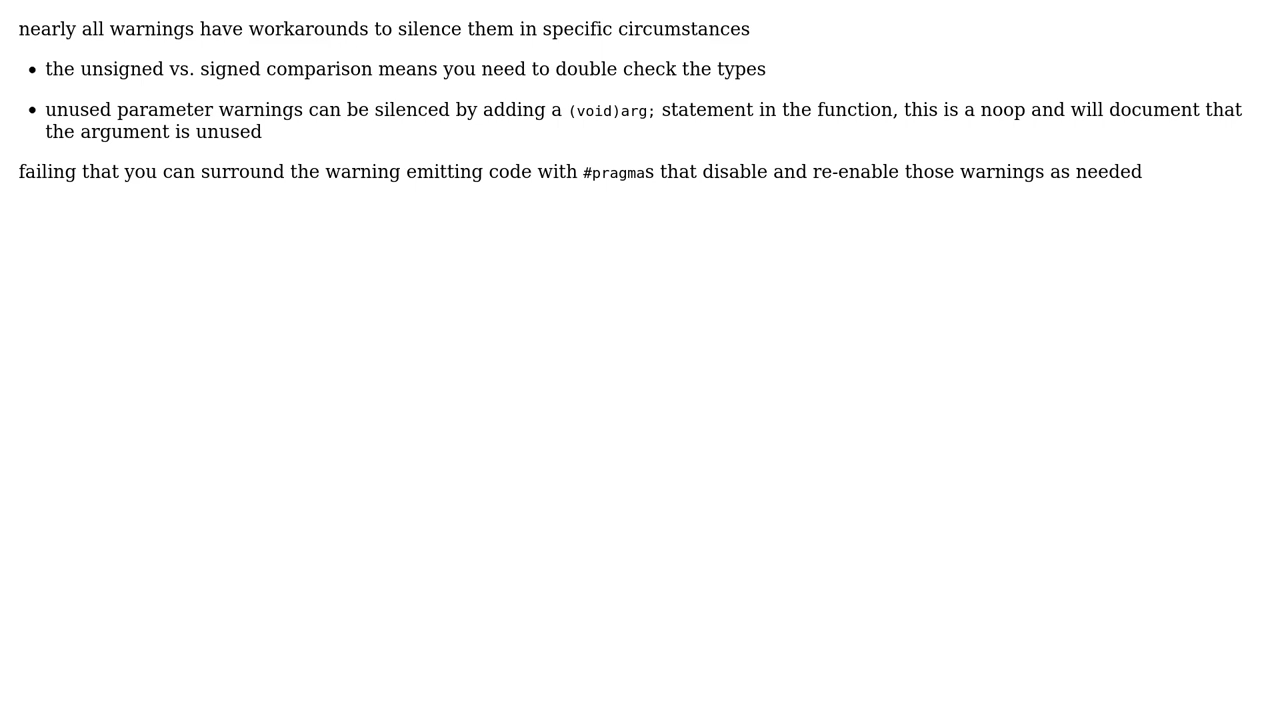 nearly all warnings have workarounds to silence them in specific circumstances
• the unsigned vs. signed comparison means you need to double check the types
• unused parameter warnings can be silenced by adding a (void)arg; statement in the function, this is a noop and will document that
the argument is unused
failing that you can surround the warning emitting code with #pragmas that disable and re-enable those warnings as needed